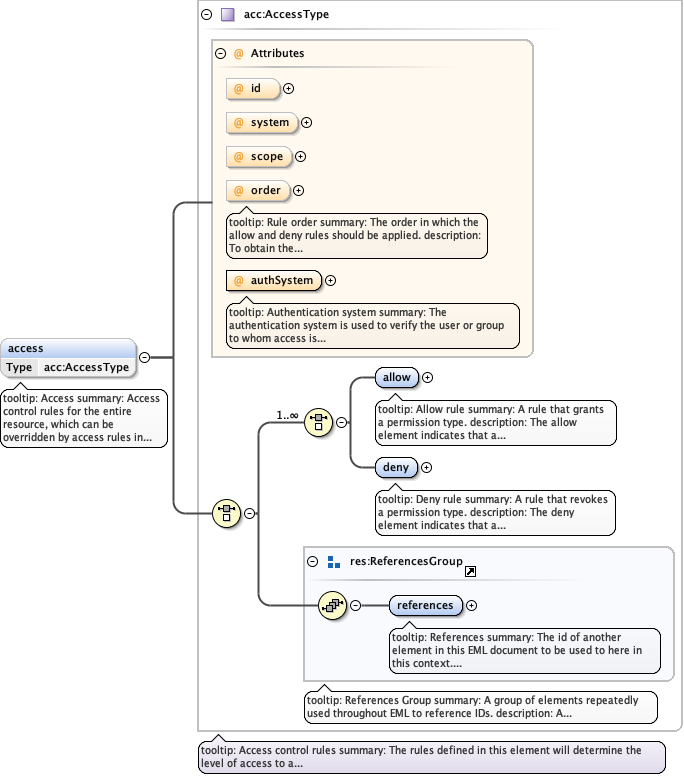 acc:AccessType
@ Attributes
@ id
@ system
@ scope
@ order
tooltip: Rule order summary: The order in which the
allow and deny rules should be applied. description:
To obtain the...
@ authSystem
tooltip: Authentication system summary: The
authentication system is used to verify the user or group
to whom access is...
access
Type acc:AccessType
tooltip: Access summary: Access
control rules for the entire
resource, which can be
overridden by access rules in...
1..∞
allow
tooltip: Allow rule summary: A rule that grants
a permission type. description: The allow
element indicates that a...
deny
tooltip: Deny rule summary: A rule that revokes
a permission type. description: The deny
element indicates that a...
res:ReferencesGroup
references
tooltip: References summary: The id of another
element in this EML document to be used to here in
this context....
tooltip: References Group summary: A group of elements repeatedly
used throughout EML to reference IDs. description: A...
tooltip: Access control rules summary: The rules defined in this element will determine the
level of access to a...